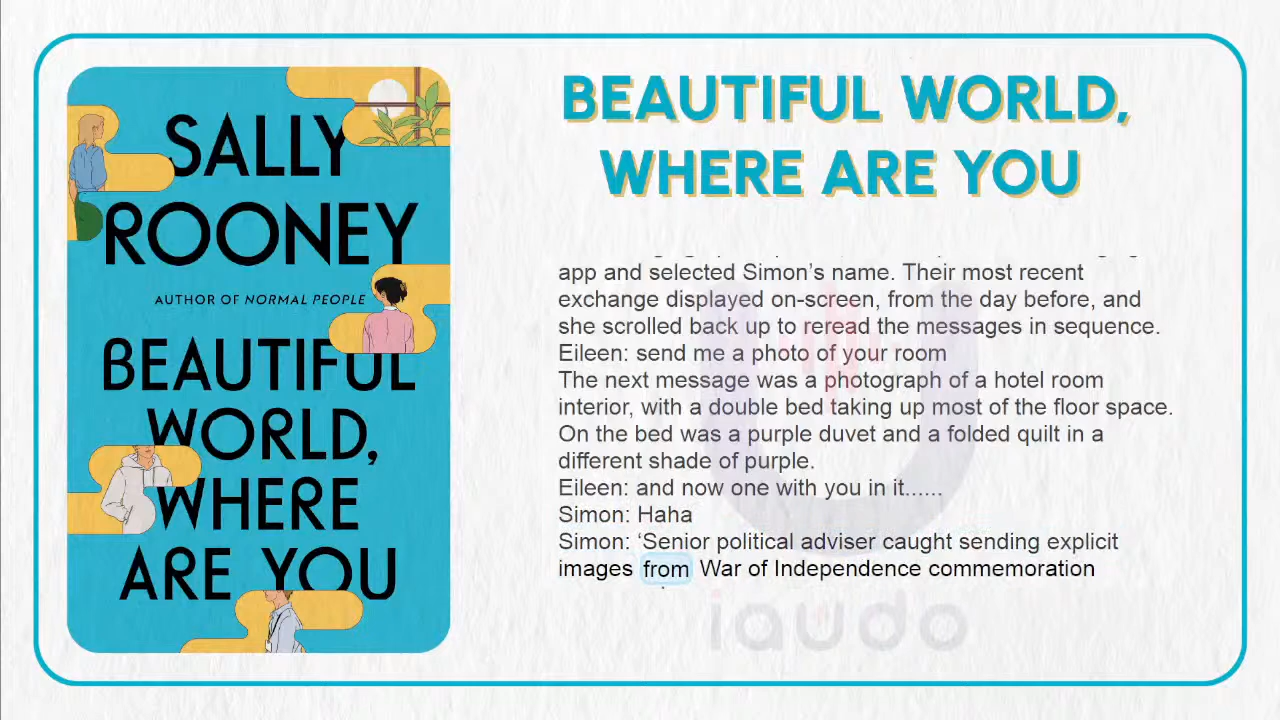 SALLY
ROONEY
AUTHOR OF NORMAL PEOPLE
BEAUTIFUL
WORLD,
WHERE
ARE YOU
BEAUTIFUL WORLD,
WHERE ARE YOU
app and selected Simon’s name. Their most recent
exchange displayed on-screen, from the day before, and
she scrolled back up to reread the messages in sequence.
Eileen: send me a photo of your room
The next message was a photograph of a hotel room
interior, with a double bed taking up most of the floor space.
On the bed was a purple duvet and a folded quilt in a
different shade of purple.
Eileen: and now one with you in it......
Simon: Haha
Simon: ‘Senior political adviser caught sending explicit
images from War of Independence commemoration
iaudo